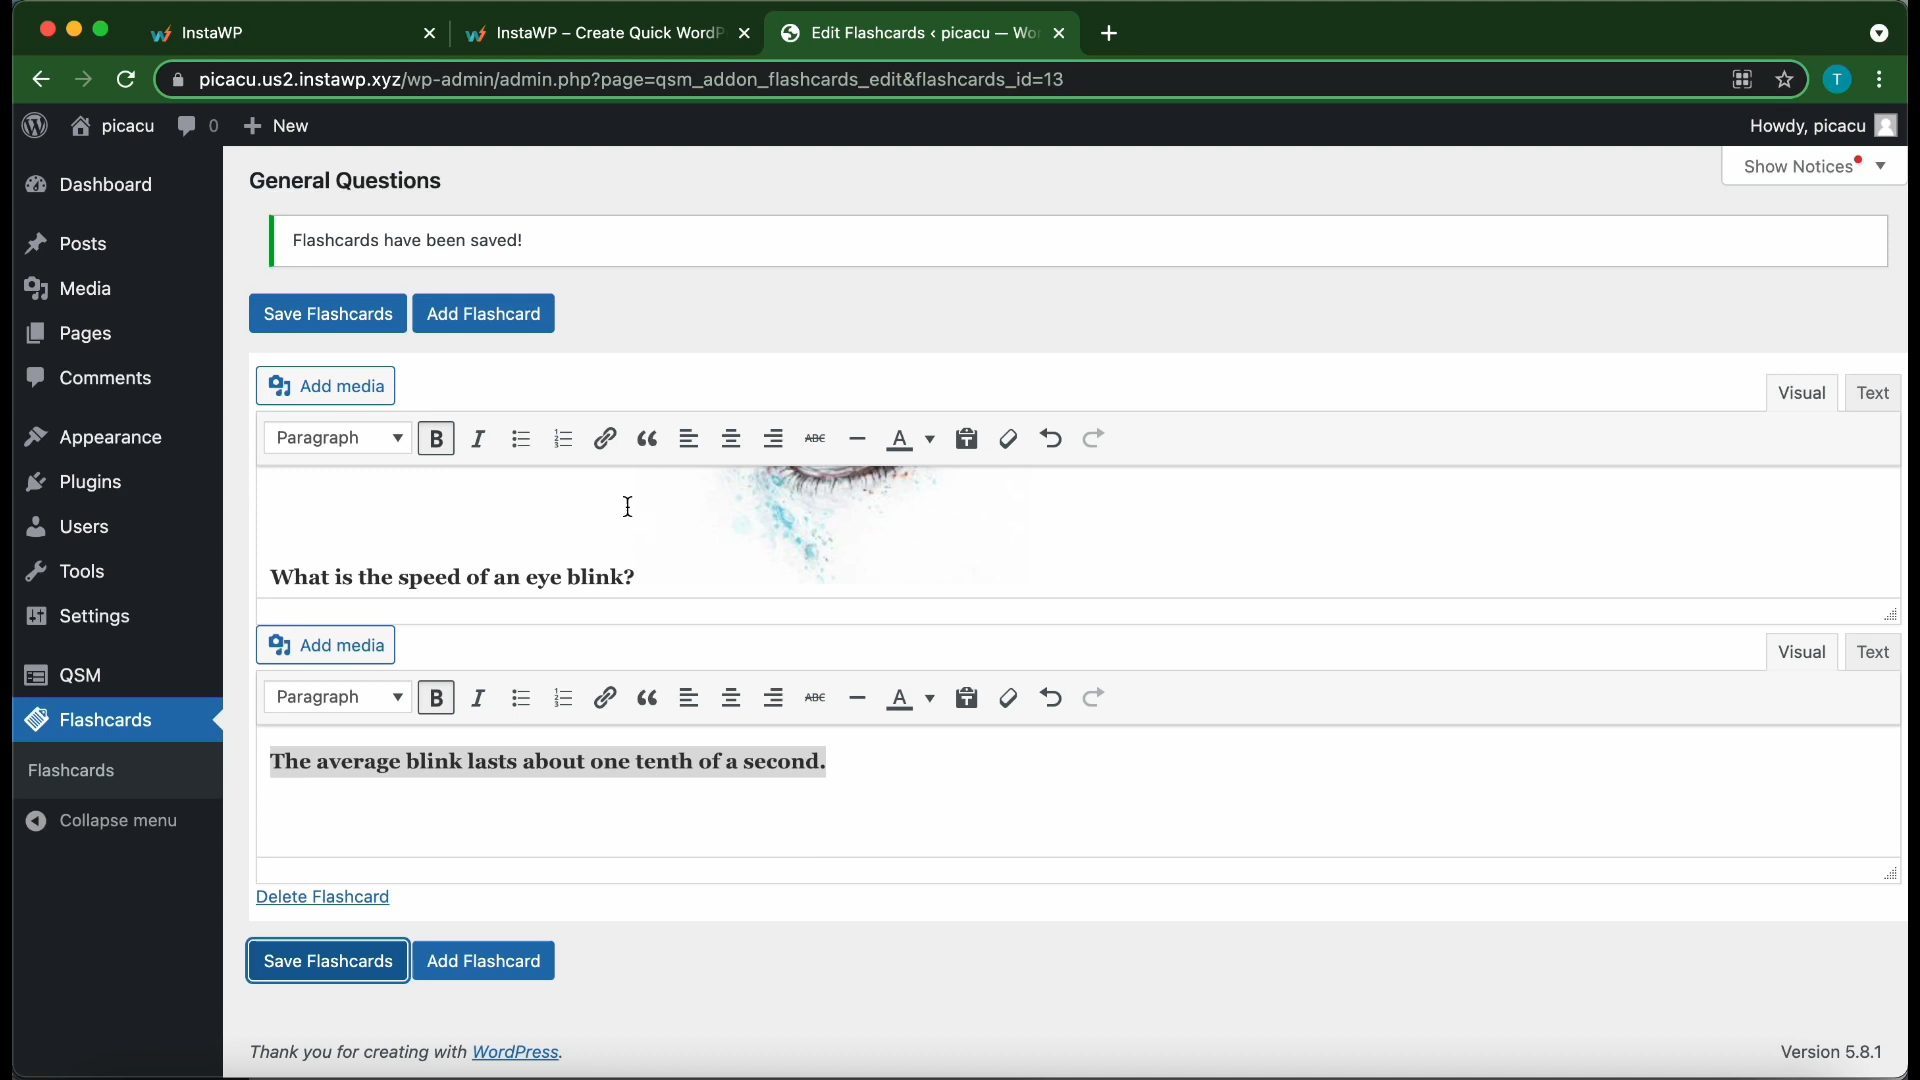 InstaWP
InstaWP – Create Quick WordP
Edit Flashcards ‹ picacu — Wor
picacu.us2.instawp.xyz/wp-admin/admin.php?page=qsm_addon_flashcards_edit&flashcards_id=13
T
picacu
0
New
Howdy, picacu
Show Notices
Dashboard
Posts
Media
Pages
Comments
Appearance
Plugins
Users
Tools
Settings
QSM
Flashcards
Flashcards
Collapse menu
General Questions
Flashcards have been saved!
Save Flashcards
Add Flashcard
Add media
Visual
Text
Paragraph
B
I
ABC
A
What is the speed of an eye blink?
Add media
Visual
Text
Paragraph
B
I
ABC
A
The average blink lasts about one tenth of a second.
Delete Flashcard
Save Flashcards
Add Flashcard
Thank you for creating with WordPress.
Version 5.8.1